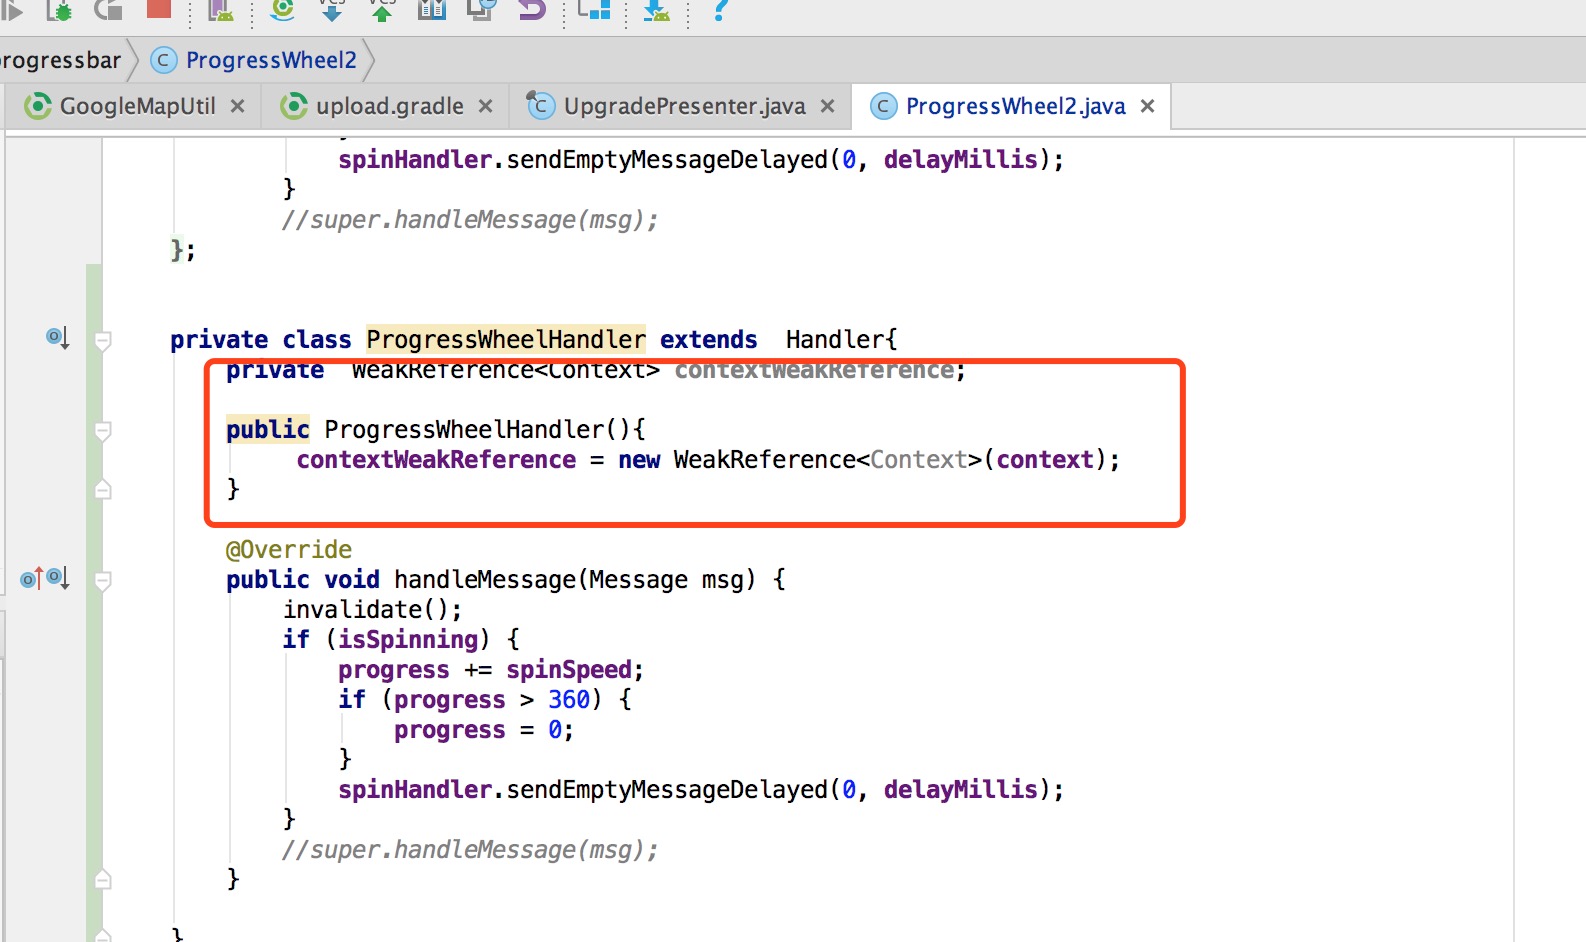 VCS VCS ?
rogressbar C ProgressWheel2
GoogleMapUtil × upload.gradle × C UpgradePresenter.java × C ProgressWheel2.java ×
spinHandler.sendEmptyMessageDelayed(0, delayMillis);
}
//super.handleMessage(msg);
};
private class ProgressWheelHandler extends  Handler{
private  WeakReference<Context> contextWeakReference;
public ProgressWheelHandler(){
contextWeakReference = new WeakReference<Context>(context);
}
@Override
public void handleMessage(Message msg) {
invalidate();
if (isSpinning) {
progress += spinSpeed;
if (progress > 360) {
progress = 0;
}
spinHandler.sendEmptyMessageDelayed(0, delayMillis);
}
//super.handleMessage(msg);
}
}